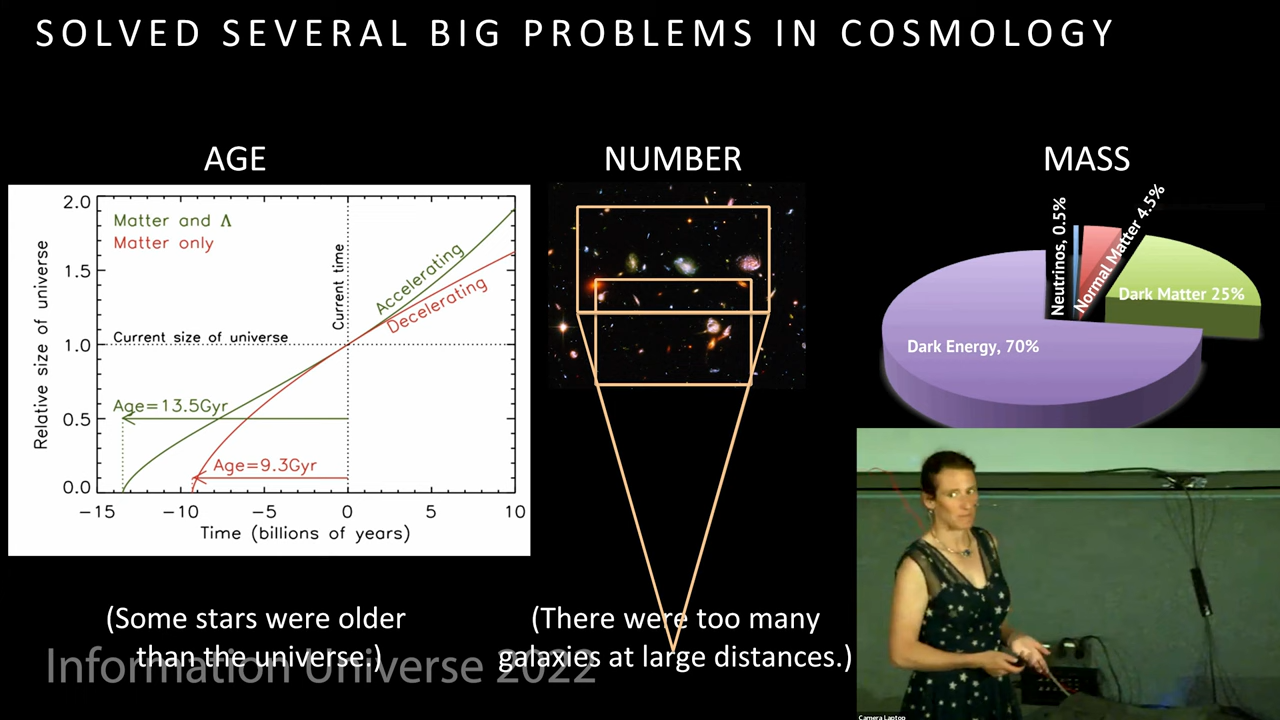 SOLVED SEVERAL BIG PROBLEMS IN COSMOLOGY
AGE
NUMBER
MASS
2.0
1.5
1.0
0.5
0.0
Relative size of universe
Matter and Λ
Matter only
Current time
Accelerating
Decelerating
Current size of universe
Age=13.5Gyr
Age=9.3Gyr
−15 −10 −5 0 5 10
Time (billions of years)
Neutrinos, 0.5%
Normal Matter 4.5%
Dark Matter 25%
Dark Energy, 70%
(Some stars were older
than the universe.)
(There were too many
galaxies at large distances.)
Information Universe 2022
Camera Laptop